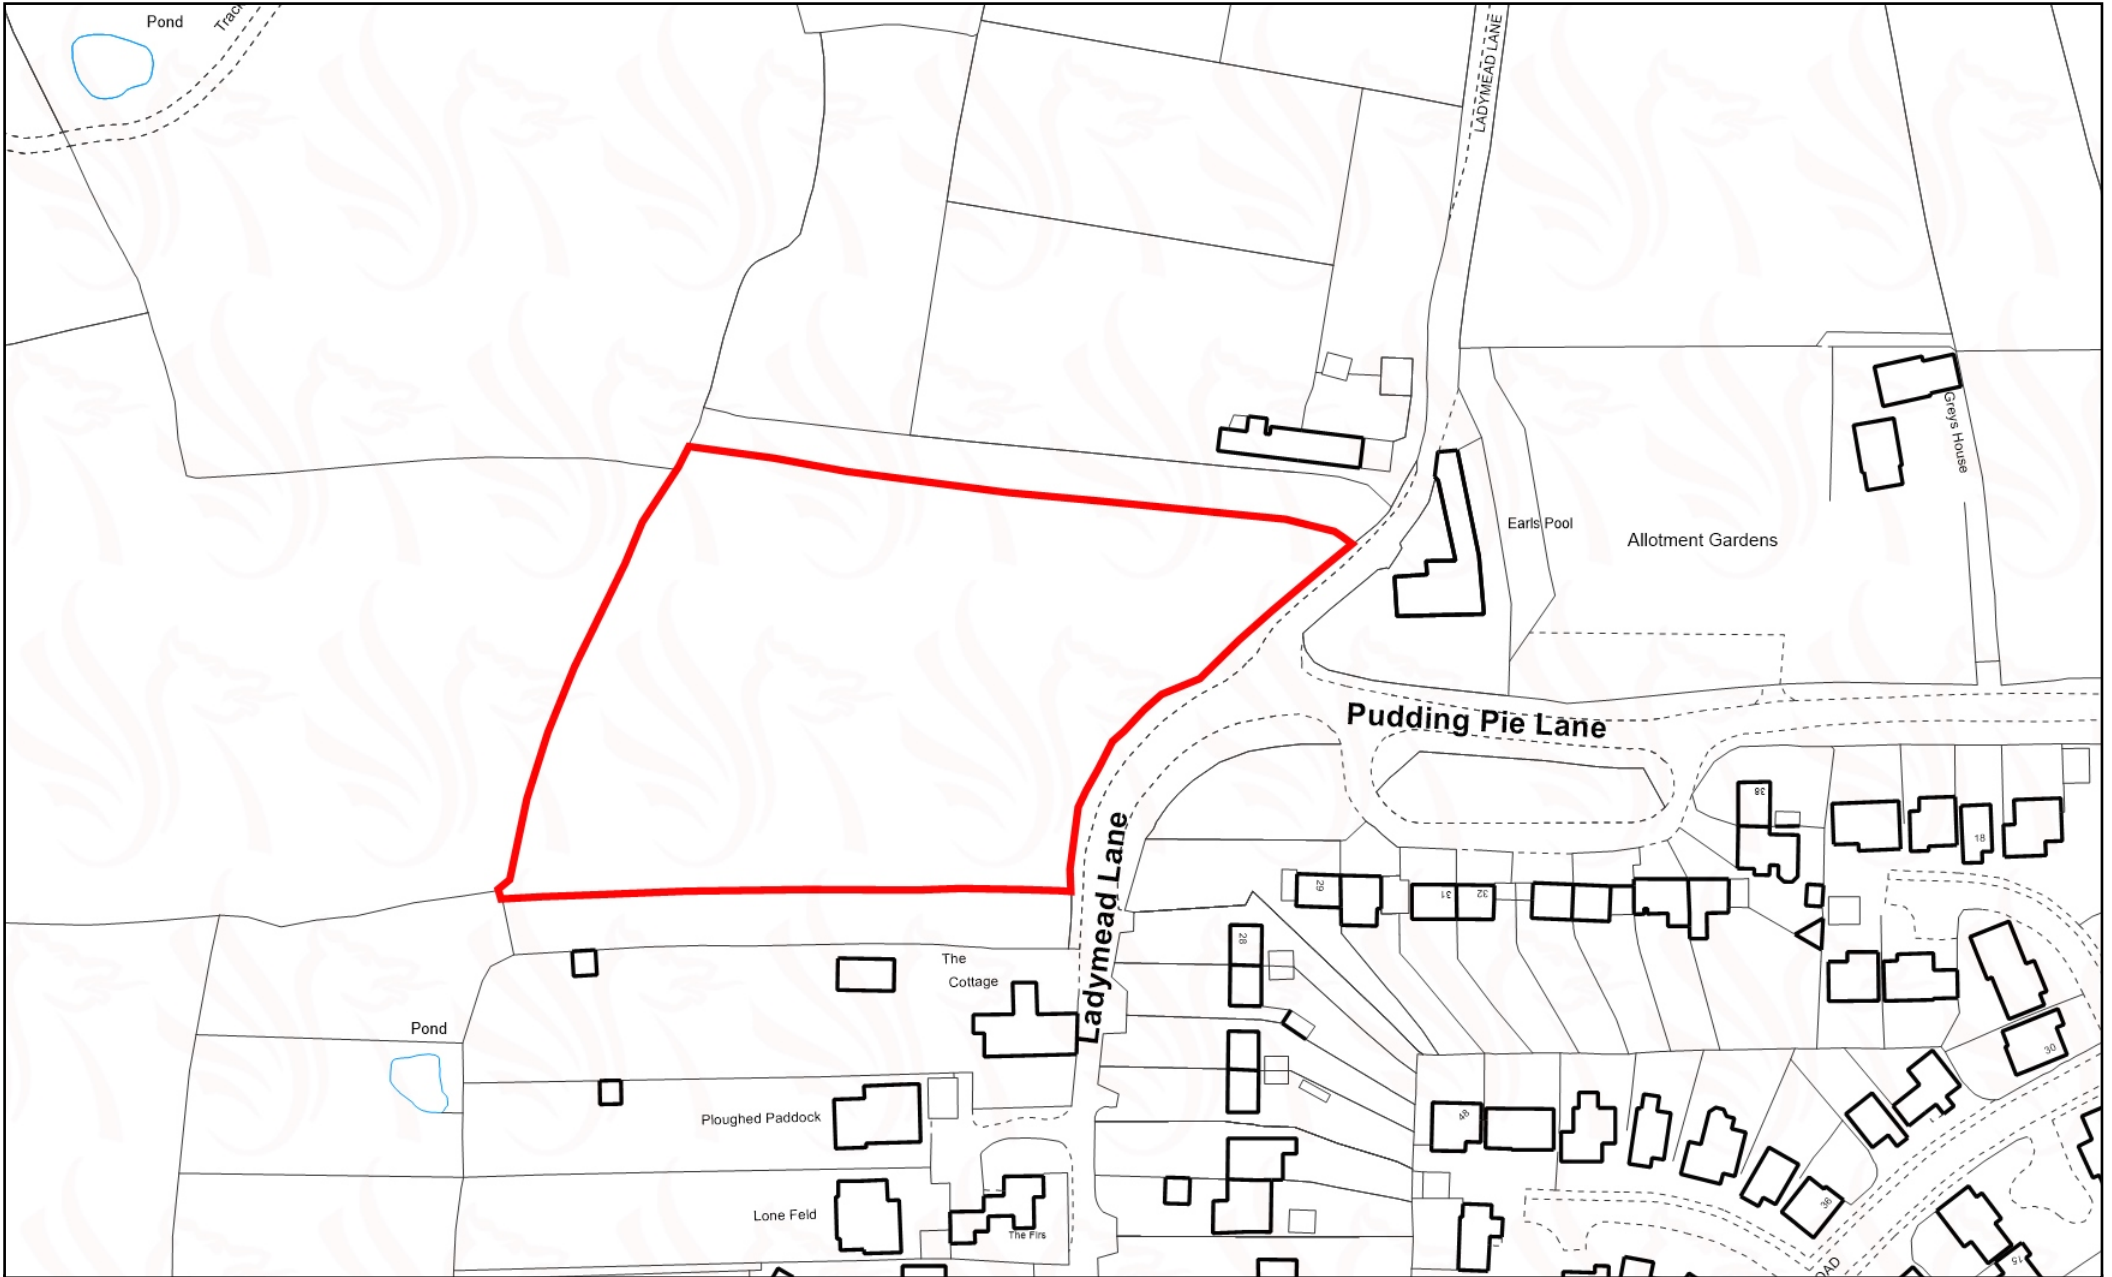 Pond
Track
LADYMEAD LANE
Greys House
Earls Pool
Allotment Gardens
Pudding Pie Lane
Ladymead Lane
38
18
29
31
32
28
The
Cottage
Pond
30
48
Ploughed Paddock
Lone Feld
The Firs
36
15